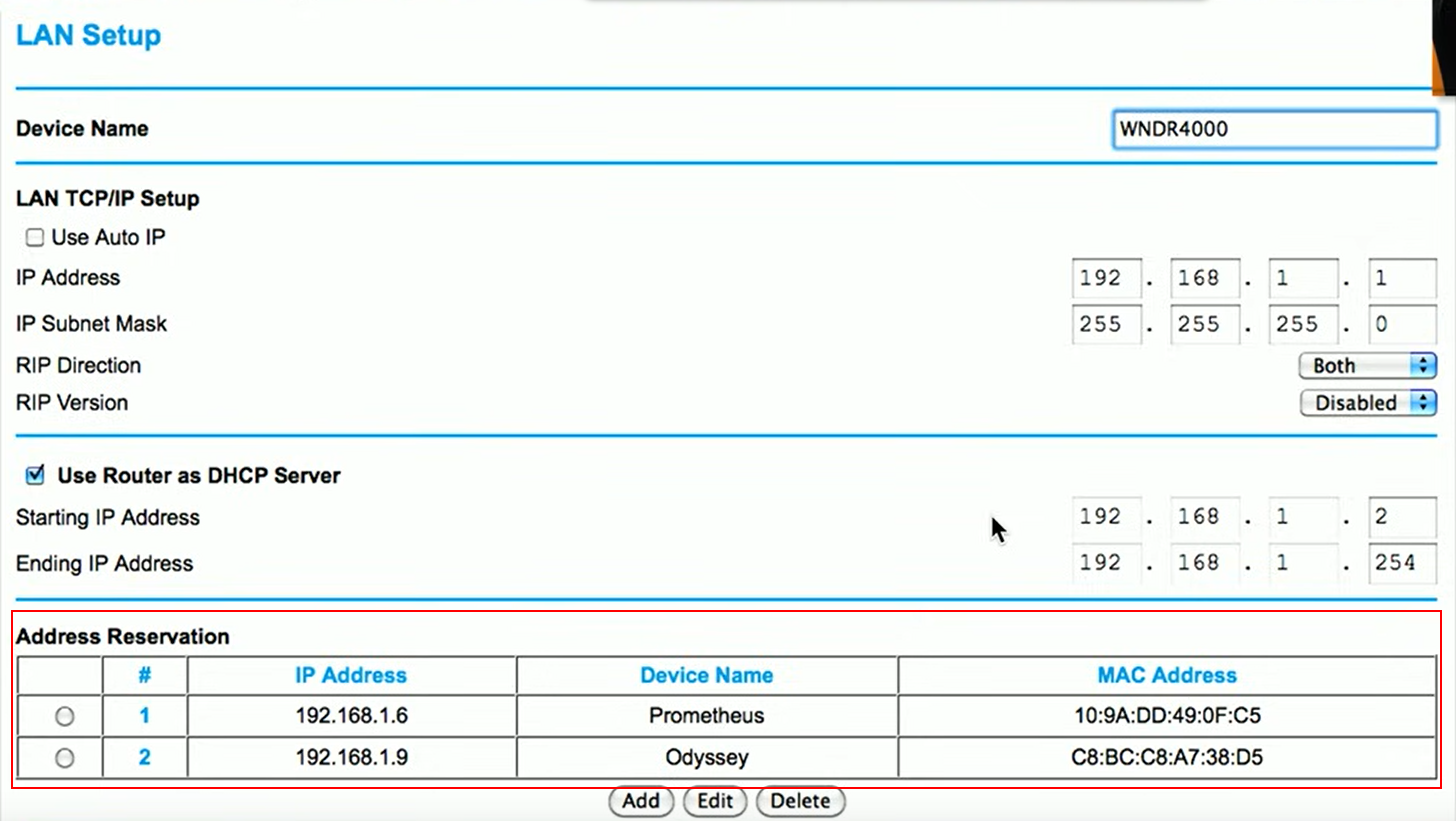 LAN Setup
Device Name WNDR4000
LAN TCP/IP Setup
Use Auto IP
IP Address 192 . 168 . 1 . 1
IP Subnet Mask 255 . 255 . 255 . 0
RIP Direction Both
RIP Version Disabled
Use Router as DHCP Server
Starting IP Address 192 . 168 . 1 . 2
Ending IP Address 192 . 168 . 1 . 254
Address Reservation
# IP Address Device Name MAC Address
1 192.168.1.6 Prometheus 10:9A:DD:49:0F:C5
2 192.168.1.9 Odyssey C8:BC:C8:A7:38:D5
Add Edit Delete